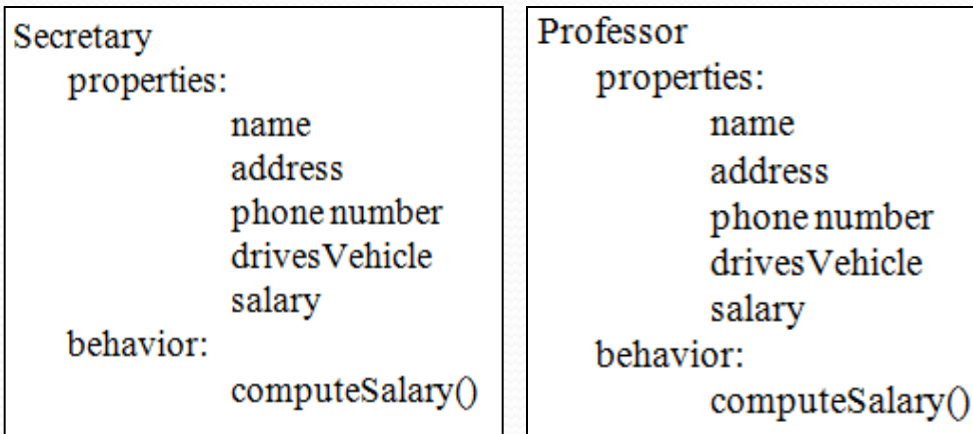 Secretary
properties:
name
address
phone number
drivesVehicle
salary
behavior:
computeSalary()
Professor
properties:
name
address
phone number
drivesVehicle
salary
behavior:
computeSalary()